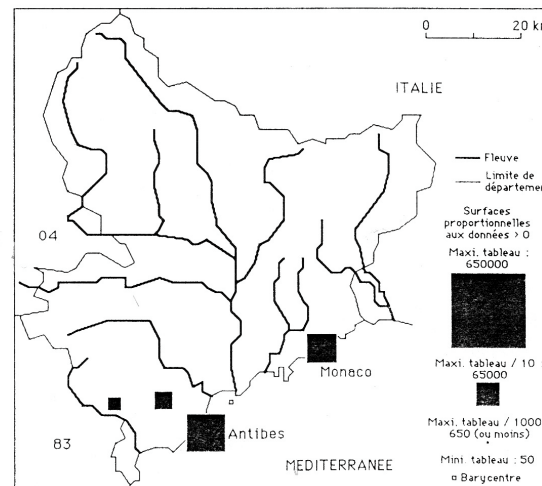 0 20 km
ITALIE
Fleuve
Limite de
département
Surfaces
proportionnelles
aux données > 0
Maxi. tableau :
650000
04
Maxi. tableau / 10 :
65000
Monaco
Maxi. tableau / 1000
650 (ou moins)
Antibes
83
MEDITERRANEE
Mini. tableau : 50
Barycentre